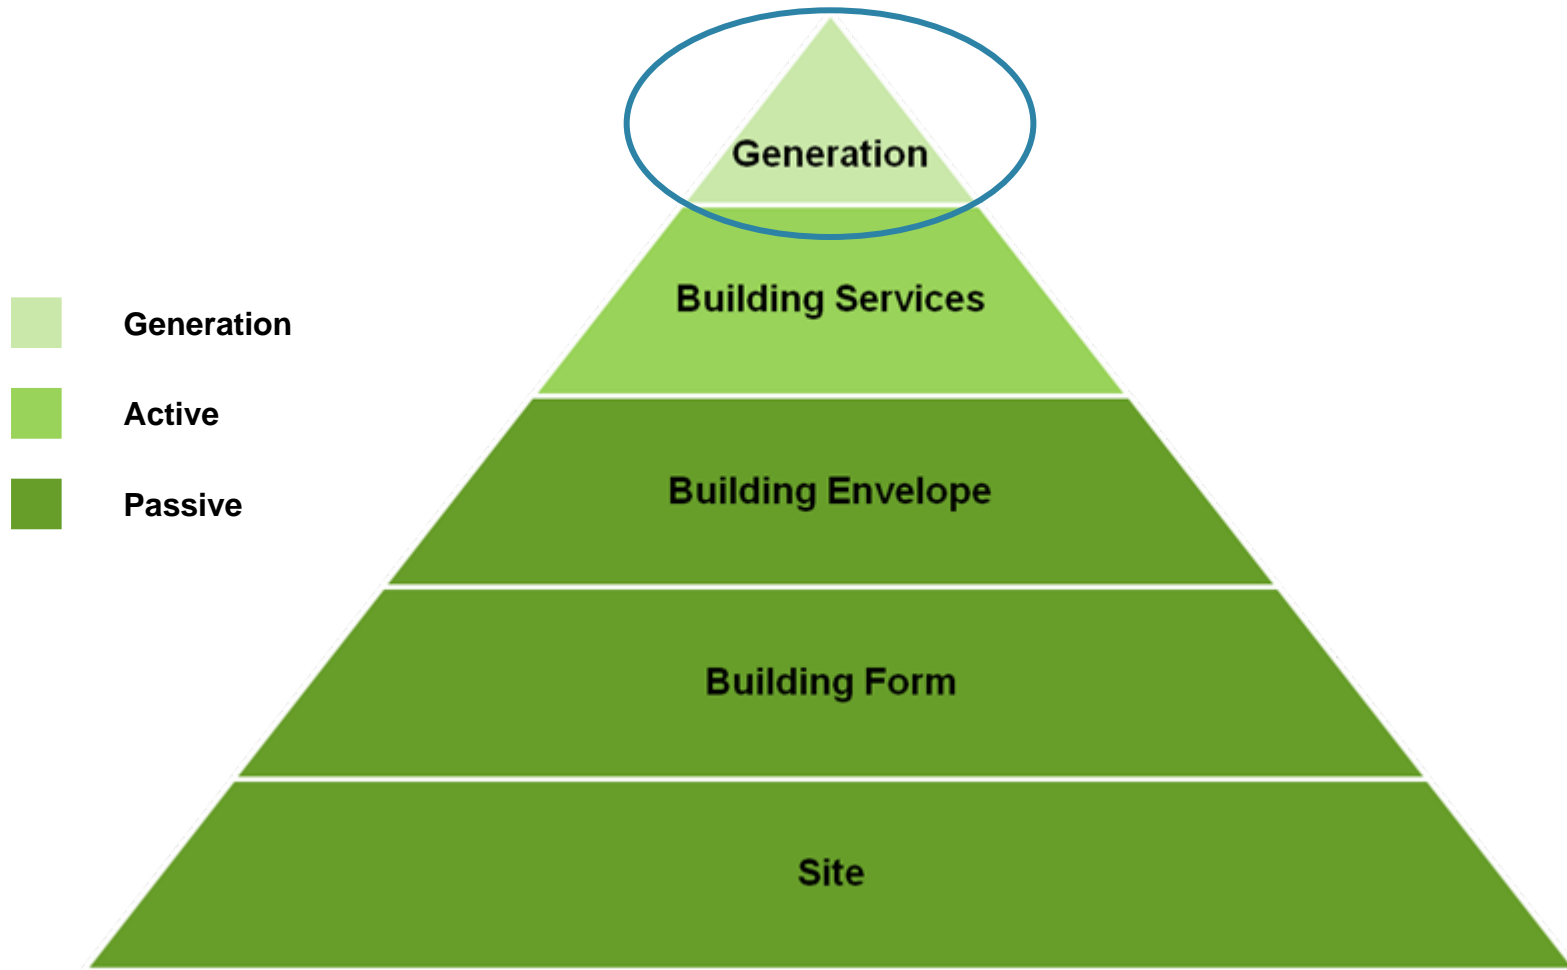 Generation
Building Services
Generation
Active
Building Envelope
Passive
Building Form
Site